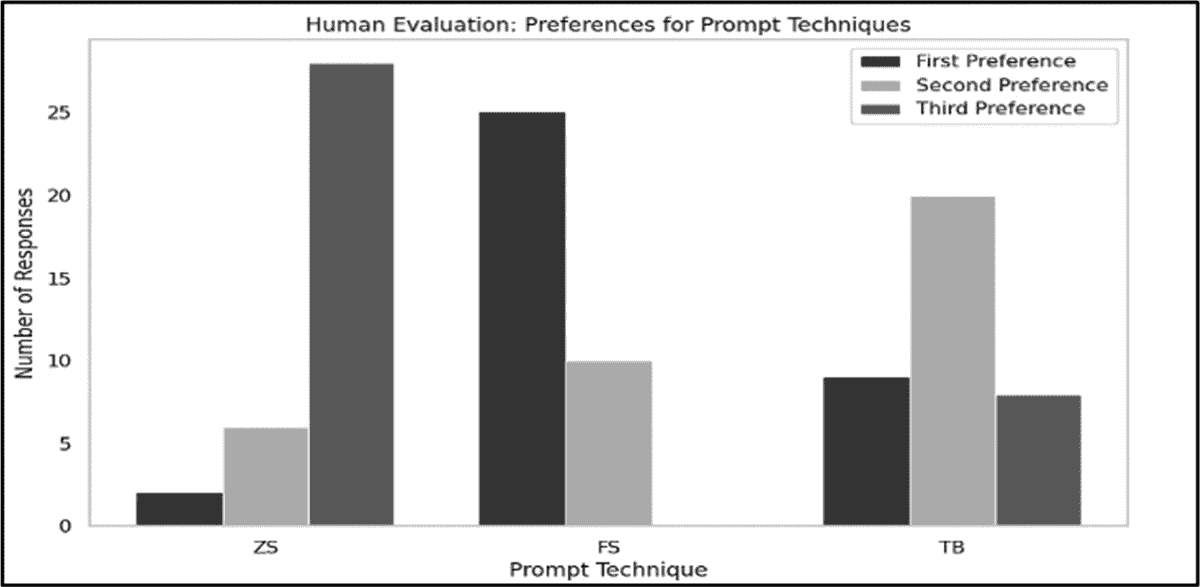 Human Evaluation: Preferences for Prompt Techniques
First Preference
Second Preference
Third Preference
Number of Responses
25
20
15
10
5
0
ZS FS TB
Prompt Technique